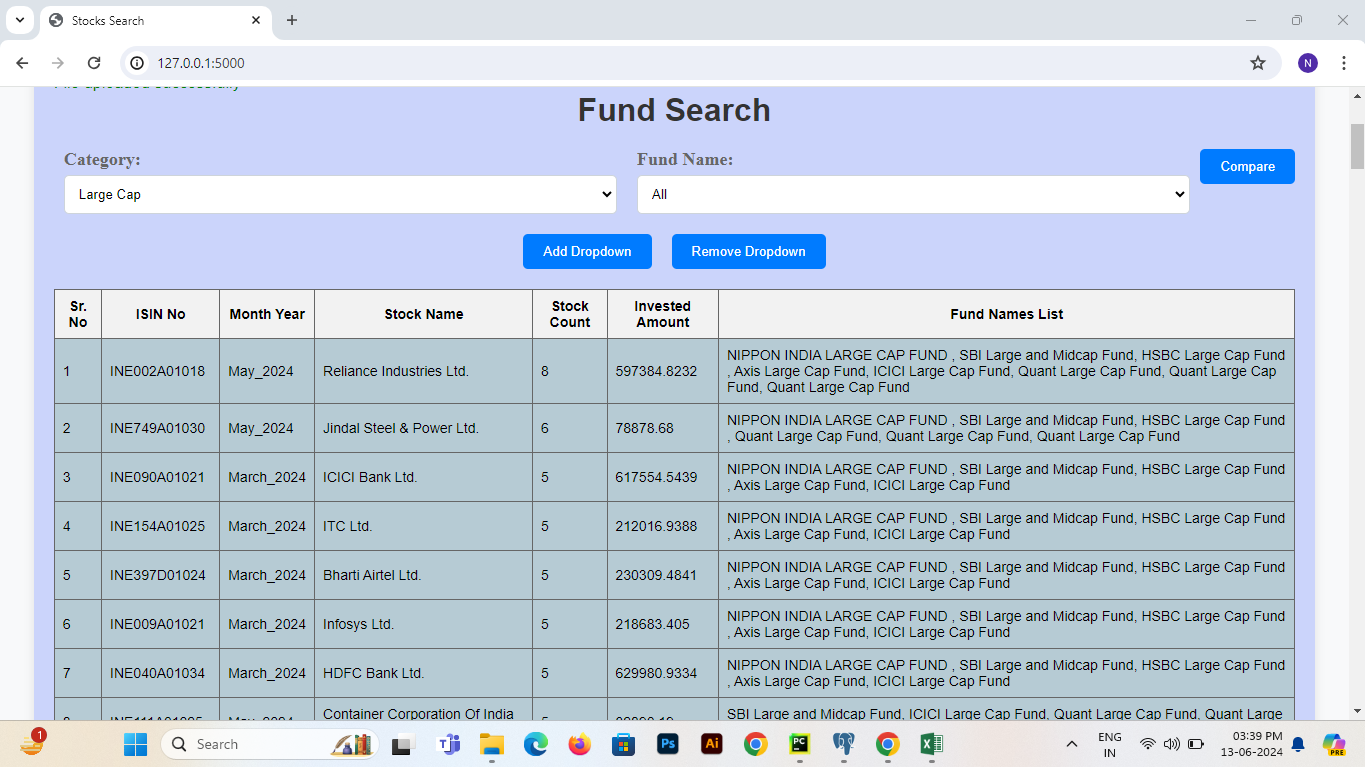 Stocks Search
127.0.0.1:5000
N
File uploaded successfully
Fund Search
Category:
Fund Name:
Compare
Large Cap
All
Add Dropdown
Remove Dropdown
Sr. No
ISIN No
Month Year
Stock Name
Stock Count
Invested Amount
Fund Names List
1
INE002A01018
May_2024
Reliance Industries Ltd.
8
597384.8232
NIPPON INDIA LARGE CAP FUND , SBI Large and Midcap Fund, HSBC Large Cap Fund
, Axis Large Cap Fund, ICICI Large Cap Fund, Quant Large Cap Fund, Quant Large Cap
Fund, Quant Large Cap Fund
2
INE749A01030
May_2024
Jindal Steel & Power Ltd.
6
78878.68
NIPPON INDIA LARGE CAP FUND , SBI Large and Midcap Fund, HSBC Large Cap Fund
, Quant Large Cap Fund, Quant Large Cap Fund, Quant Large Cap Fund
3
INE090A01021
March_2024
ICICI Bank Ltd.
5
617554.5439
NIPPON INDIA LARGE CAP FUND , SBI Large and Midcap Fund, HSBC Large Cap Fund
, Axis Large Cap Fund, ICICI Large Cap Fund
4
INE154A01025
March_2024
ITC Ltd.
5
212016.9388
NIPPON INDIA LARGE CAP FUND , SBI Large and Midcap Fund, HSBC Large Cap Fund
, Axis Large Cap Fund, ICICI Large Cap Fund
5
INE397D01024
March_2024
Bharti Airtel Ltd.
5
230309.4841
NIPPON INDIA LARGE CAP FUND , SBI Large and Midcap Fund, HSBC Large Cap Fund
, Axis Large Cap Fund, ICICI Large Cap Fund
6
INE009A01021
March_2024
Infosys Ltd.
5
218683.405
NIPPON INDIA LARGE CAP FUND , SBI Large and Midcap Fund, HSBC Large Cap Fund
, Axis Large Cap Fund, ICICI Large Cap Fund
7
INE040A01034
March_2024
HDFC Bank Ltd.
5
629980.9334
NIPPON INDIA LARGE CAP FUND , SBI Large and Midcap Fund, HSBC Large Cap Fund
, Axis Large Cap Fund, ICICI Large Cap Fund
Container Corporation Of India
SBI Large and Midcap Fund, ICICI Large Cap Fund, Quant Large Cap Fund, Quant Large
1
Search
Ps
Ai
PC
ENG
IN
03:39 PM
13-06-2024
PRE